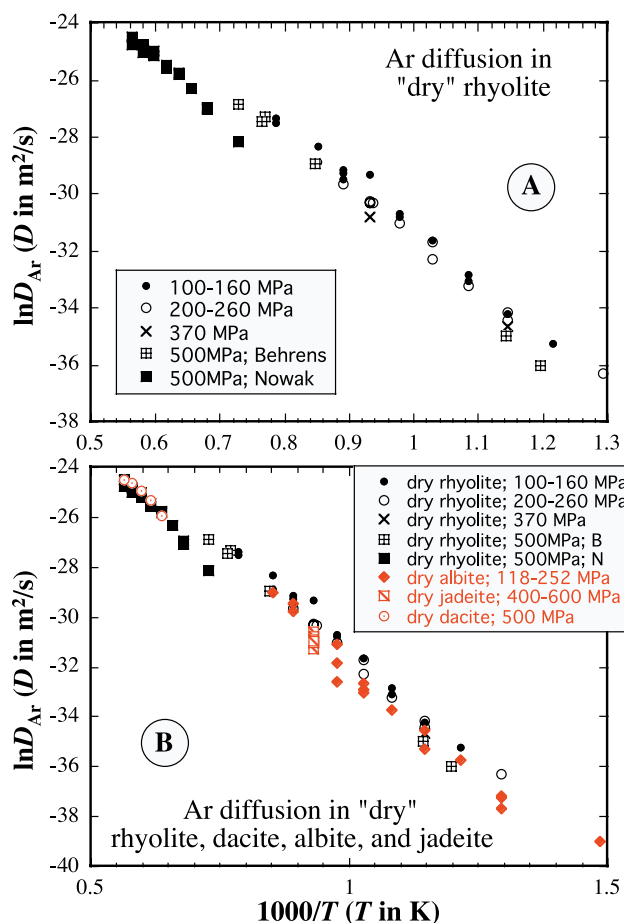 -24
-26
-28
-30
-32
-34
-36
-38
lnD_Ar (D in m²/s)
Ar diffusion in
"dry" rhyolite
A
100-160 MPa
200-260 MPa
370 MPa
500MPa; Behrens
500MPa; Nowak
0.5 0.6 0.7 0.8 0.9 1 1.1 1.2 1.3
-24
-26
-28
-30
-32
-34
-36
-38
-40
lnD_Ar (D in m²/s)
dry rhyolite; 100-160 MPa
dry rhyolite; 200-260 MPa
dry rhyolite; 370 MPa
dry rhyolite; 500MPa; B
dry rhyolite; 500MPa; N
dry albite; 118-252 MPa
dry jadeite; 400-600 MPa
dry dacite; 500 MPa
B
Ar diffusion in "dry"
rhyolite, dacite, albite, and jadeite
0.5 1 1.5
1000/T (T in K)